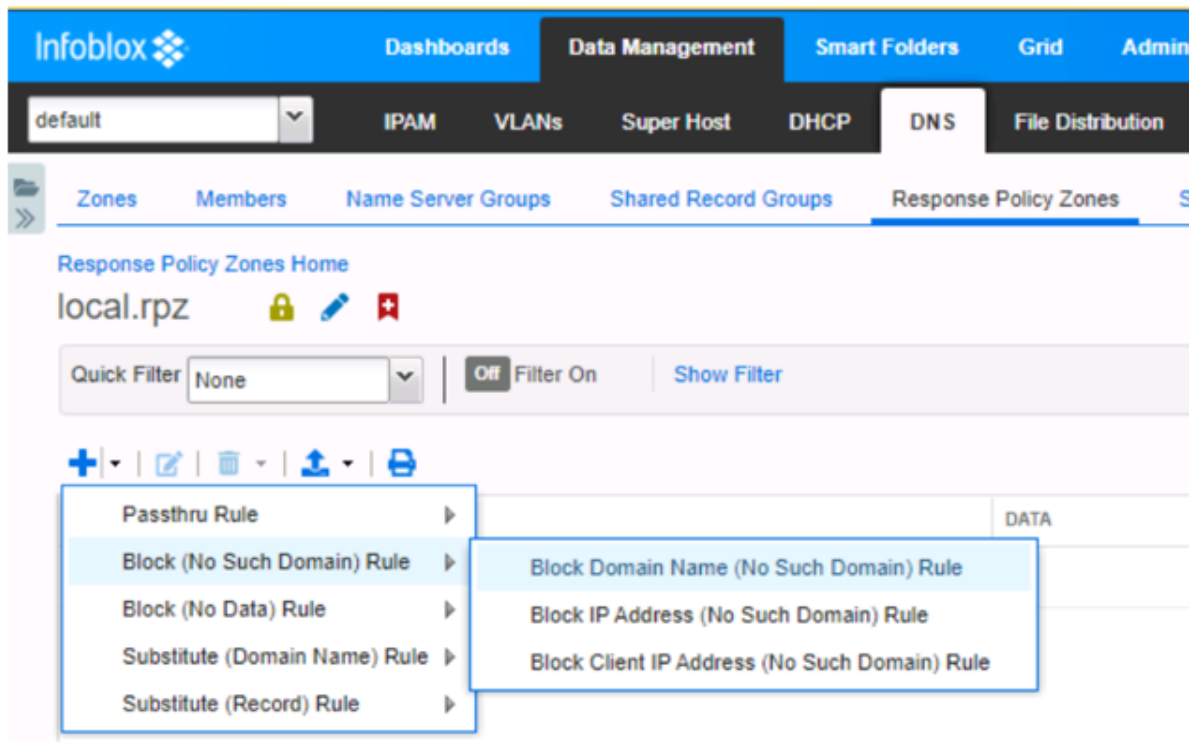 Infoblox Dashboards Data Management Smart Folders Grid Admin
default IPAM VLANs Super Host DHCP DNS File Distribution
Zones Members Name Server Groups Shared Record Groups Response Policy Zones S
Response Policy Zones Home
local.rpz
Quick Filter None Off Filter On Show Filter
Passthru Rule DATA
Block (No Such Domain) Rule Block Domain Name (No Such Domain) Rule
Block (No Data) Rule Block IP Address (No Such Domain) Rule
Substitute (Domain Name) Rule Block Client IP Address (No Such Domain) Rule
Substitute (Record) Rule